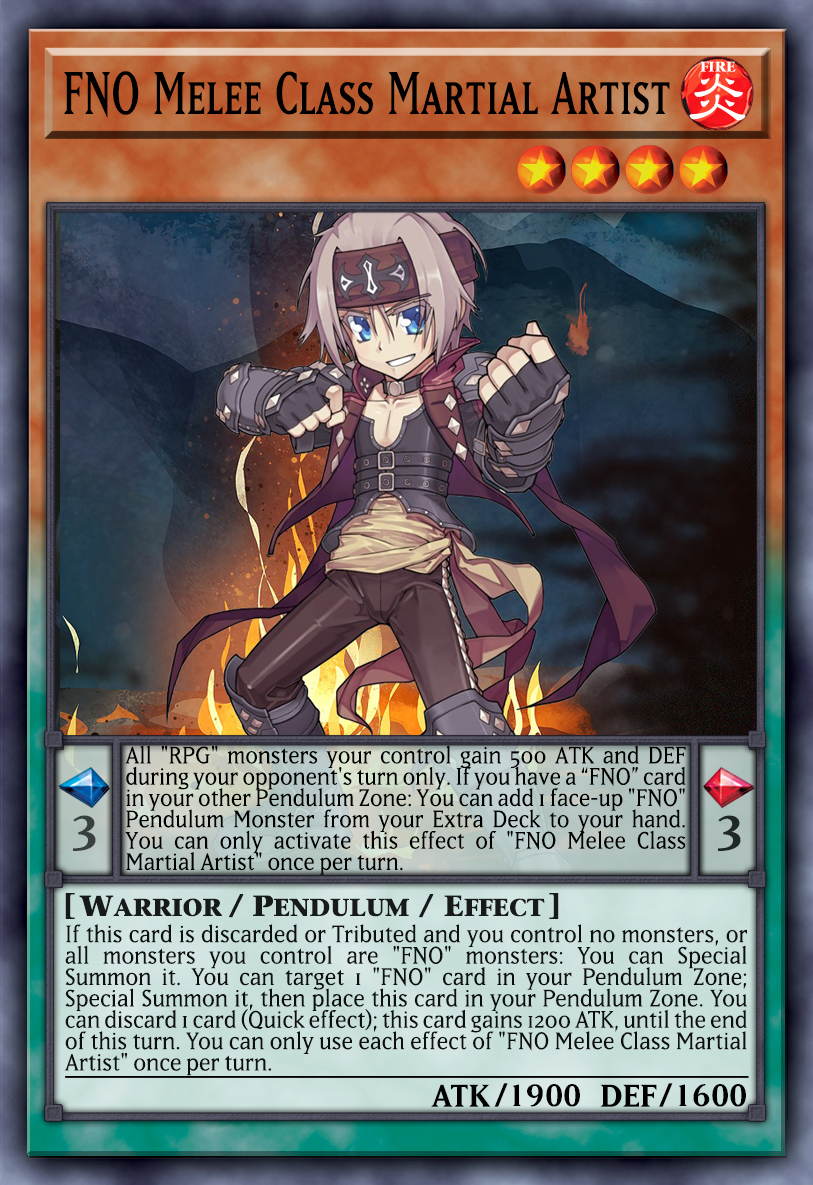 FNO Melee Class Martial Artist
FIRE
炎
All "RPG" monsters your control gain 500 ATK and DEF
during your opponent's turn only. If you have a “FNO” card
in your other Pendulum Zone: You can add 1 face-up "FNO"
Pendulum Monster from your Extra Deck to your hand.
You can only activate this effect of "FNO Melee Class
Martial Artist" once per turn.
3
3
[ Warrior / Pendulum / Effect ]
If this card is discarded or Tributed and you control no monsters, or
all monsters you control are "FNO" monsters: You can Special
Summon it. You can target 1 "FNO" card in your Pendulum Zone;
Special Summon it, then place this card in your Pendulum Zone. You
can discard 1 card (Quick effect); this card gains 1200 ATK, until the end
of this turn. You can only use each effect of "FNO Melee Class Martial
Artist" once per turn.
ATK/1900 DEF/1600